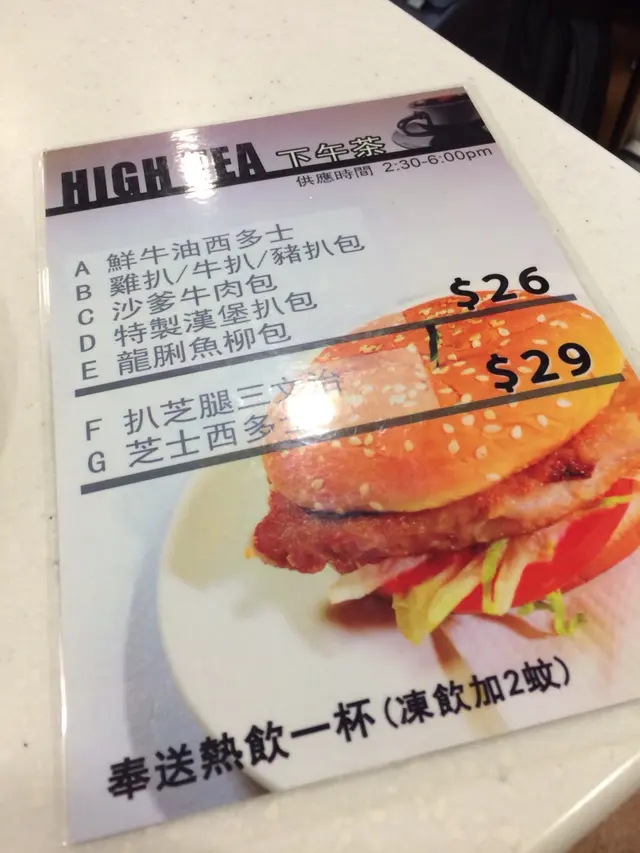 HIGH TEA 下午茶
供應時間 2:30-6:00pm
A 鮮牛油西多士
B 雞扒/牛扒/豬扒包
C 沙爹牛肉包
D 特製漢堡扒包
E 龍脷魚柳包
$26
F 扒芝腿三文治
G 芝士西多士
$29
奉送熱飲一杯(凍飲加2蚊)